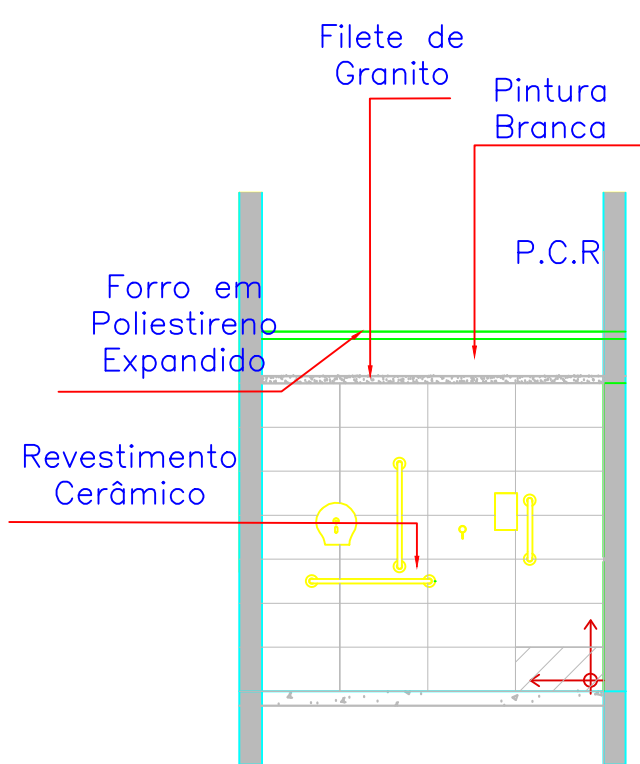 Filete de
Granito
Pintura
Branca
P.C.R
Forro em
Poliestireno
Expandido
Revestimento
Cerâmico